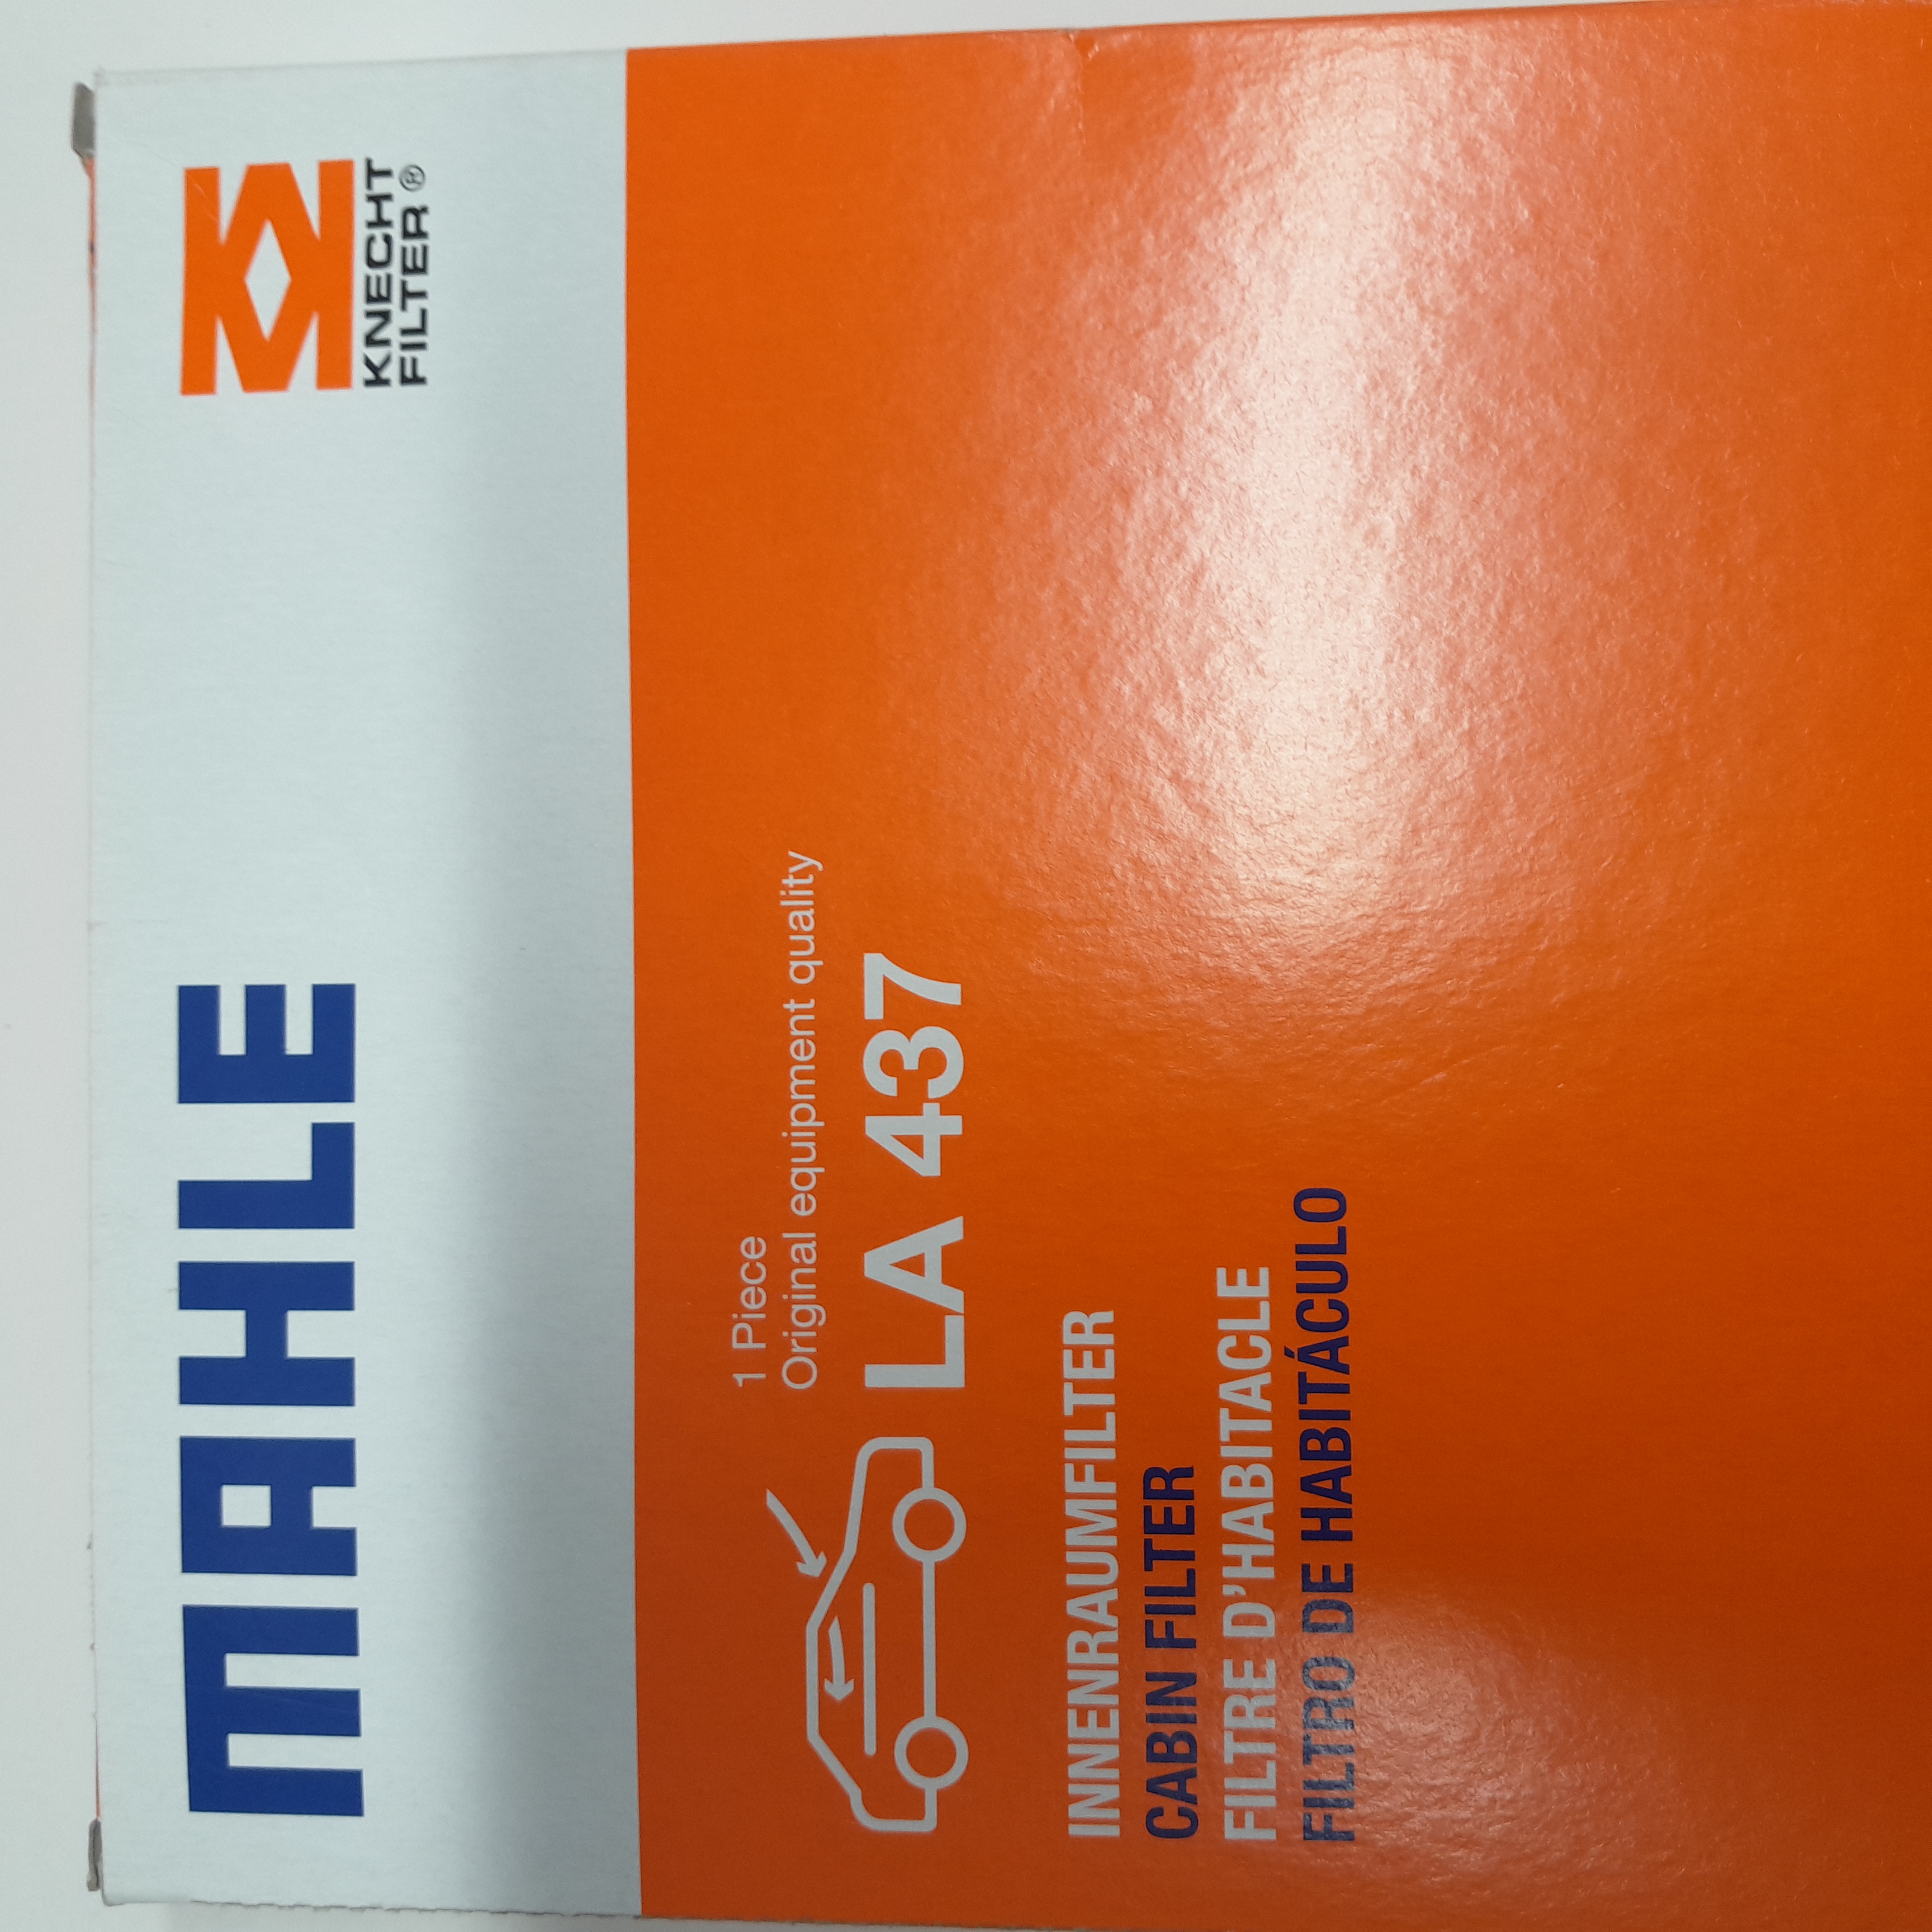 MAHLE
KNECHT
FILTER®
1 Piece
Original equipment quality
LA 437
INNENRAUMFILTER
CABIN FILTER
FILTRE D'HABITACLE
FILTRO DE HABITÁCULO